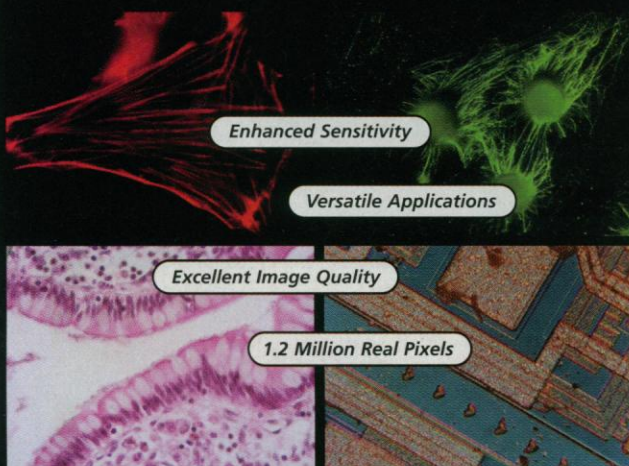 Enhanced Sensitivity
Versatile Applications
Excellent Image Quality
1.2 Million Real Pixels